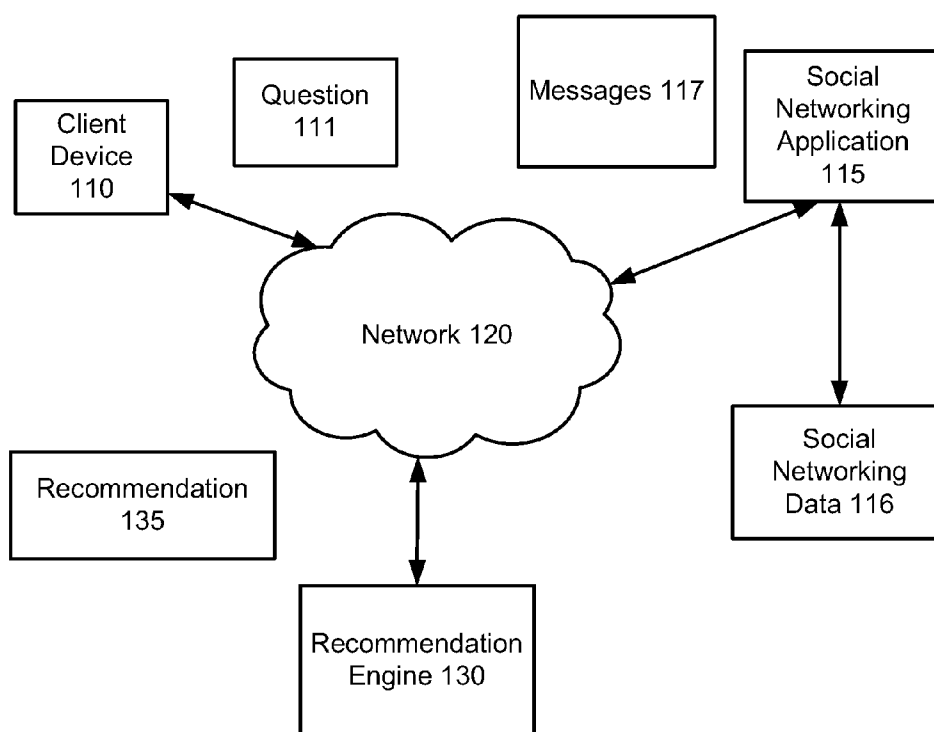 Client
Device
110
Question
111
Messages 117
Social
Networking
Application
115
Network 120
Recommendation
135
Social
Networking
Data 116
Recommendation
Engine 130